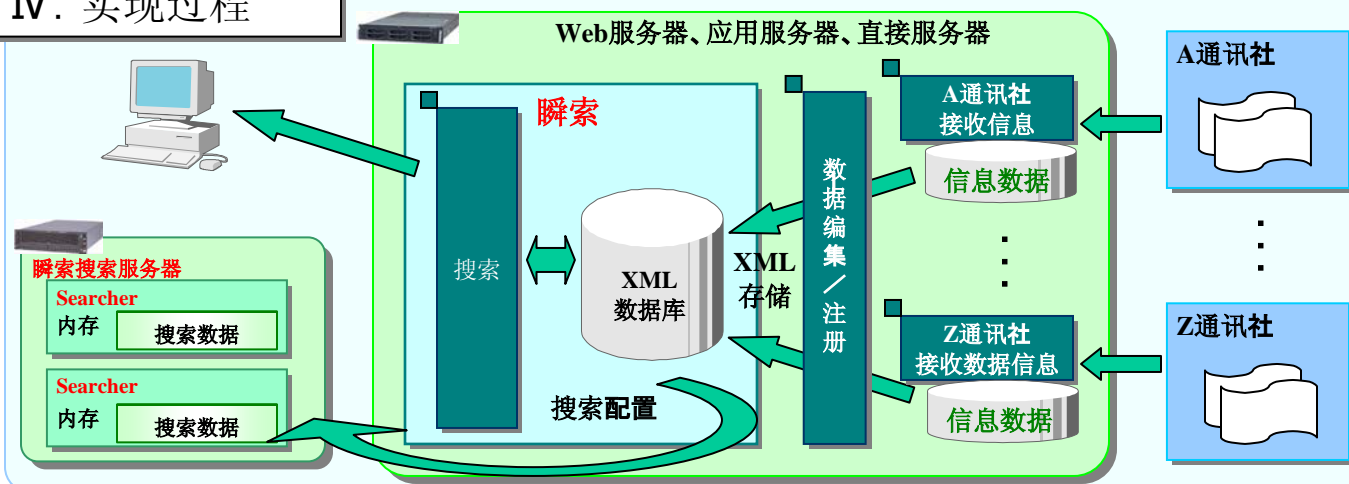 Ⅳ. 实现过程
Web服务器、应用服务器、直接服务器
A通讯社
A通讯社
接收信息
信息数据
瞬索
搜索
XML
数据库
XML
存储
数据编集/注册
Z通讯社
Z通讯社
接收数据信息
信息数据
搜索配置
瞬索搜索服务器
Searcher
内存
搜索数据
Searcher
内存
搜索数据